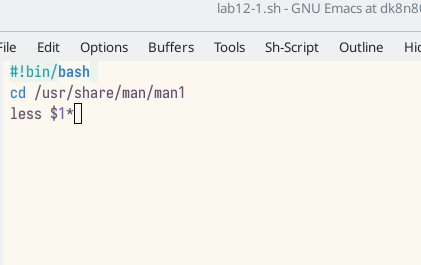 lab12-1.sh - GNU Emacs at dk8n8
File Edit Options Buffers Tools Sh-Script Outline Hi
#!bin/bash
cd /usr/share/man/man1
less $1*